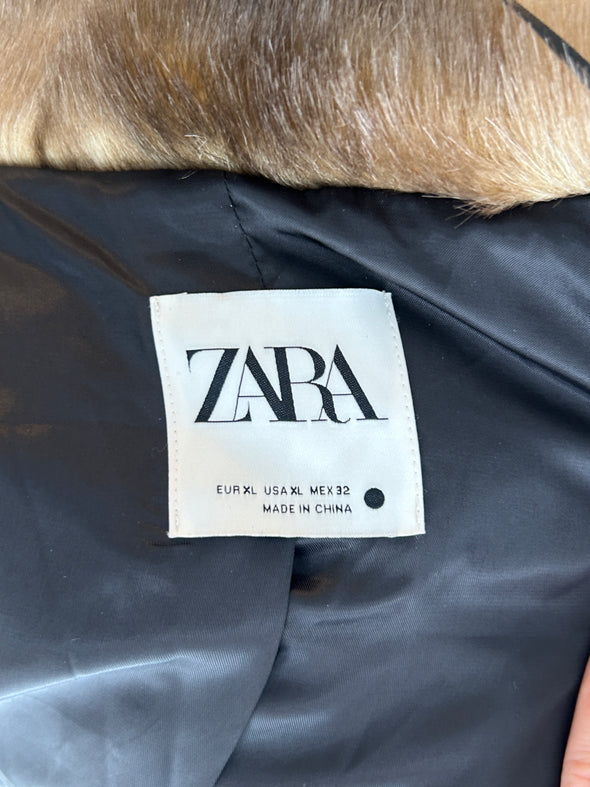 ZARA
EUR XL USA XL MEX 32
MADE IN CHINA